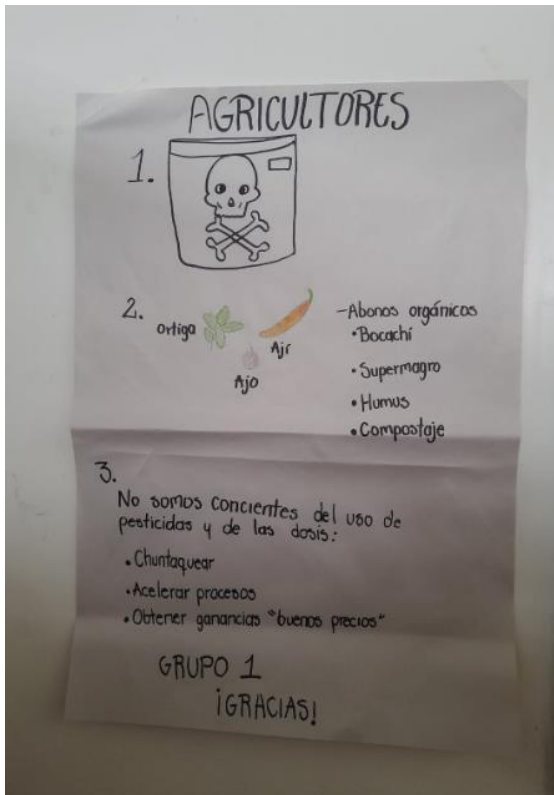 AGRICULTORES
1.
2.
Ortiga
Ají
Ajo
-Abonos orgánicos
•Bocachi
•Supermagro
•Humus
•Compostaje
3.
No somos concientes del uso de
pesticidas y de las dosis:
•Chuntaquear
•Acelerar procesos
•Obtener ganancias "buenos precios"
GRUPO 1
¡GRACIAS!